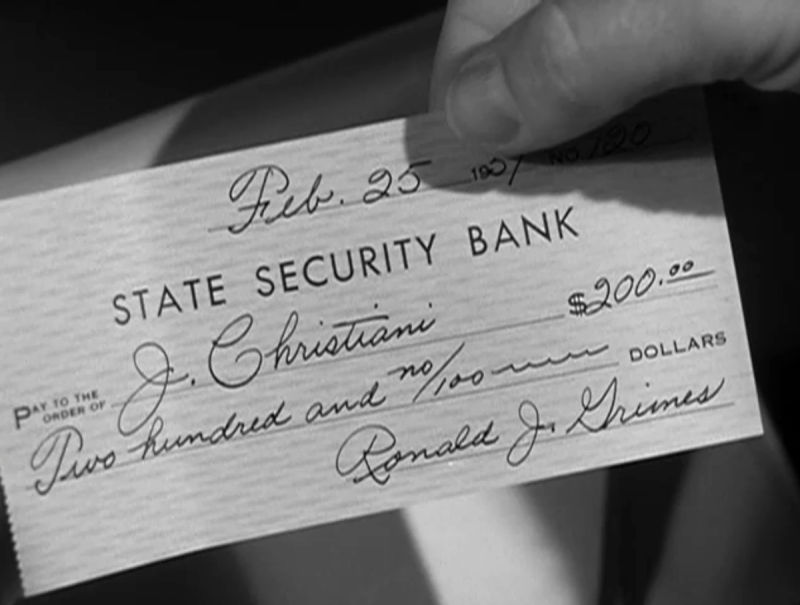 Feb. 25 1957 No. 120
STATE SECURITY BANK
PAY TO THE ORDER OF J. Christiani $200.00
Two hundred and no/100 DOLLARS
Ronald J. Grimes